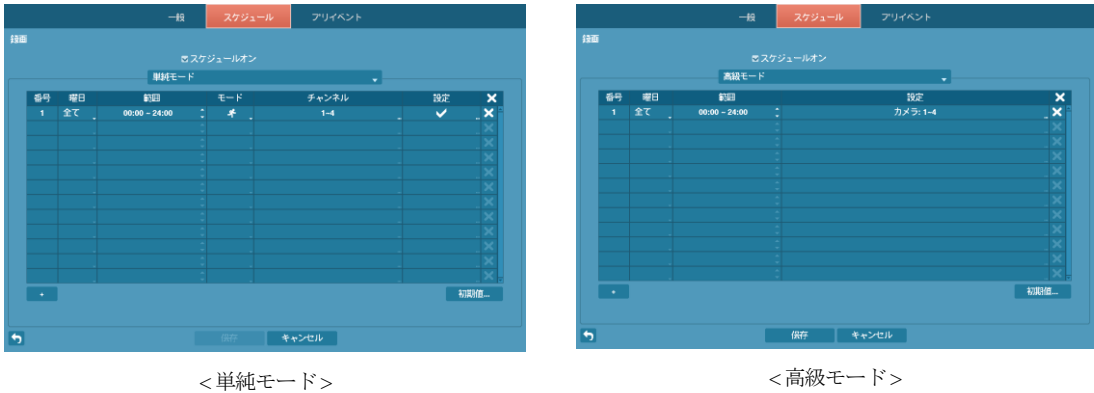 一般 スケジュール プリイベント
録画
スケジュールオン
単純モード
番号 曜日 範囲 モード チャンネル 設定
1 全て 00:00 ~ 24:00 1~4
+
初期値...
保存 キャンセル
<単純モード>
一般 スケジュール プリイベント
録画
スケジュールオン
高級モード
番号 曜日 範囲 設定
1 全て 00:00 ~ 24:00 カメラ: 1~4
+
初期値...
保存 キャンセル
<高級モード>